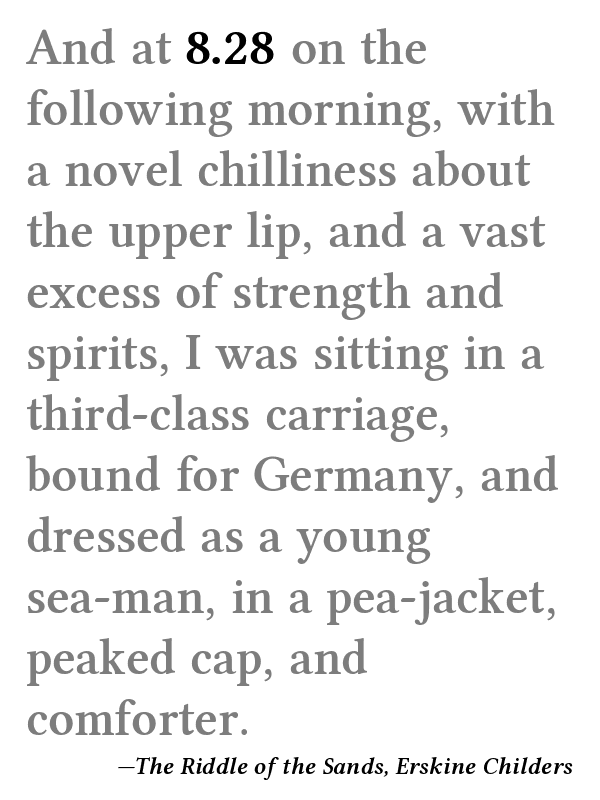 And at 8.28 on the
following morning, with
a novel chilliness about
the upper lip, and a vast
excess of strength and
spirits, I was sitting in a
third-class carriage,
bound for Germany, and
dressed as a young
sea-man, in a pea-jacket,
peaked cap, and
comforter.
—The Riddle of the Sands, Erskine Childers